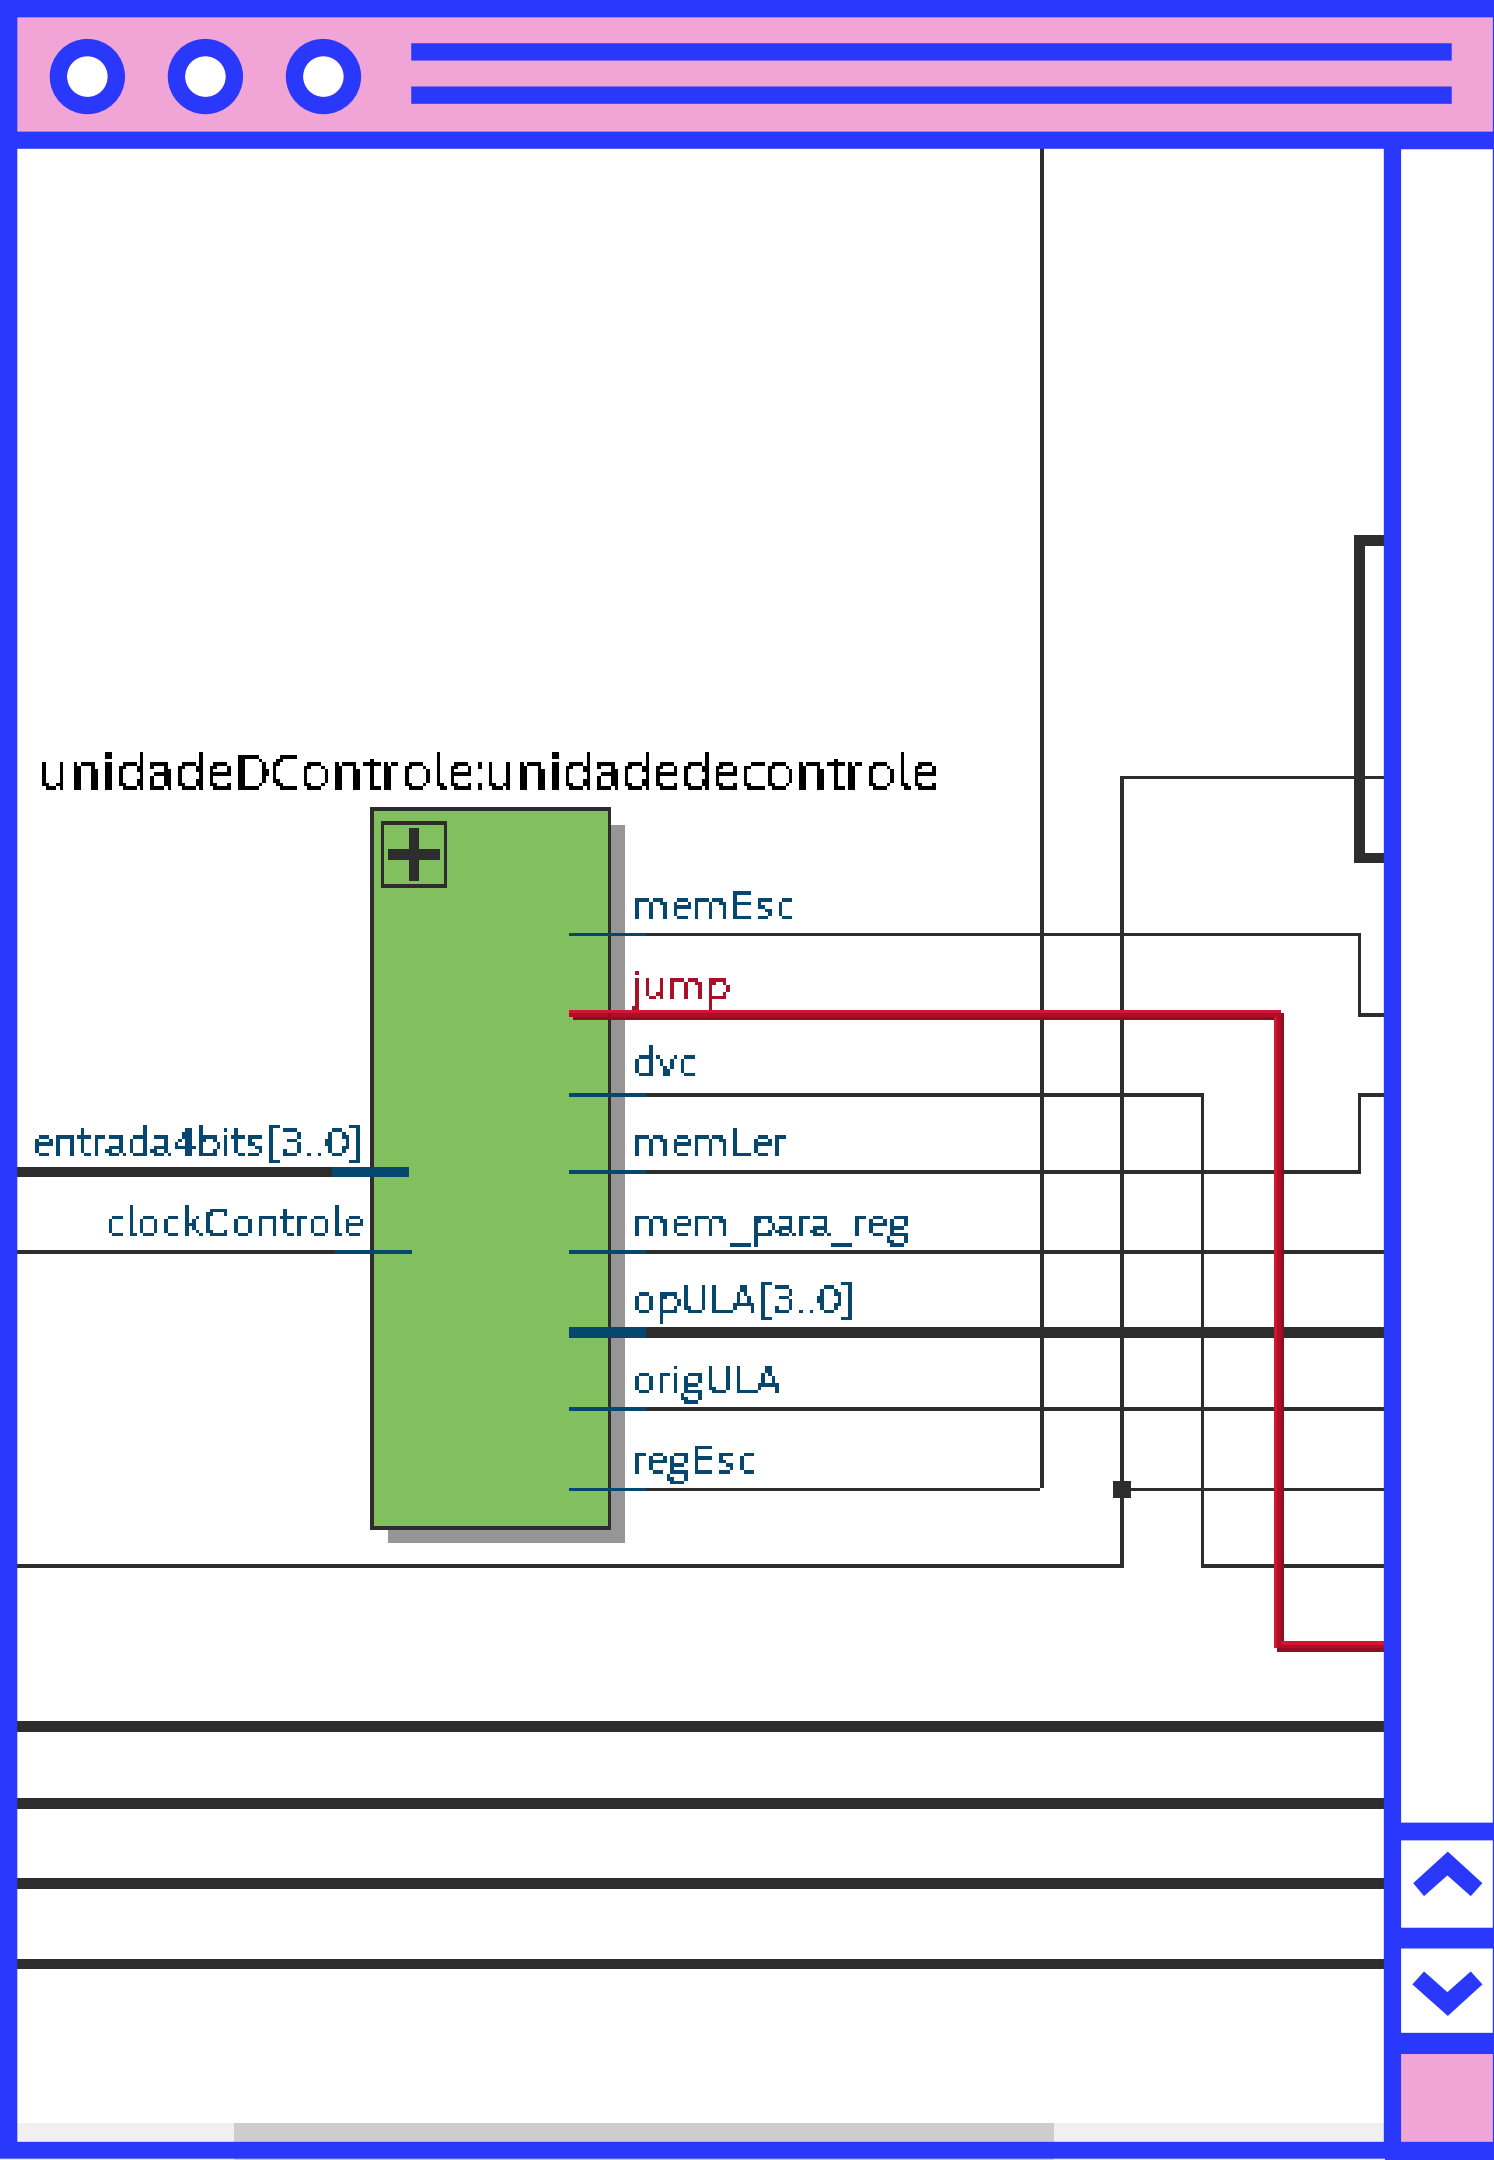 unidadeDControle:unidadedecontrole
memEsc
jump
dvc
entrada4bits[3..0]
memLer
clockControle
mem_para_reg
opULA[3..0]
origULA
regEsc